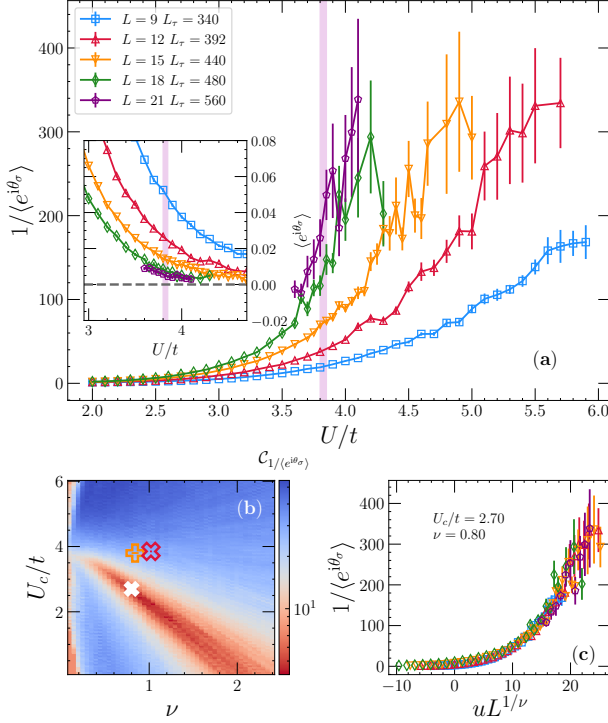 L = 9 L_τ = 340
L = 12 L_τ = 392
L = 15 L_τ = 440
L = 18 L_τ = 480
L = 21 L_τ = 560
1/⟨e^{iθ_σ}⟩
400
300
200
100
0
2.0 2.5 3.0 3.5 4.0 4.5 5.0 5.5 6.0
U/t
(a)
0.08
0.06
0.04
0.02
0.00
−0.02
⟨e^{iθ_σ}⟩
3 4
U/t
C_{1/⟨e^{iθ_σ}⟩}
(b)
U_c/t
6
4
2
1 2
ν
10^1
U_c/t = 2.70
ν = 0.80
1/⟨e^{iθ_σ}⟩
400
300
200
100
0
−10 0 10 20
uL^{1/ν}
(c)